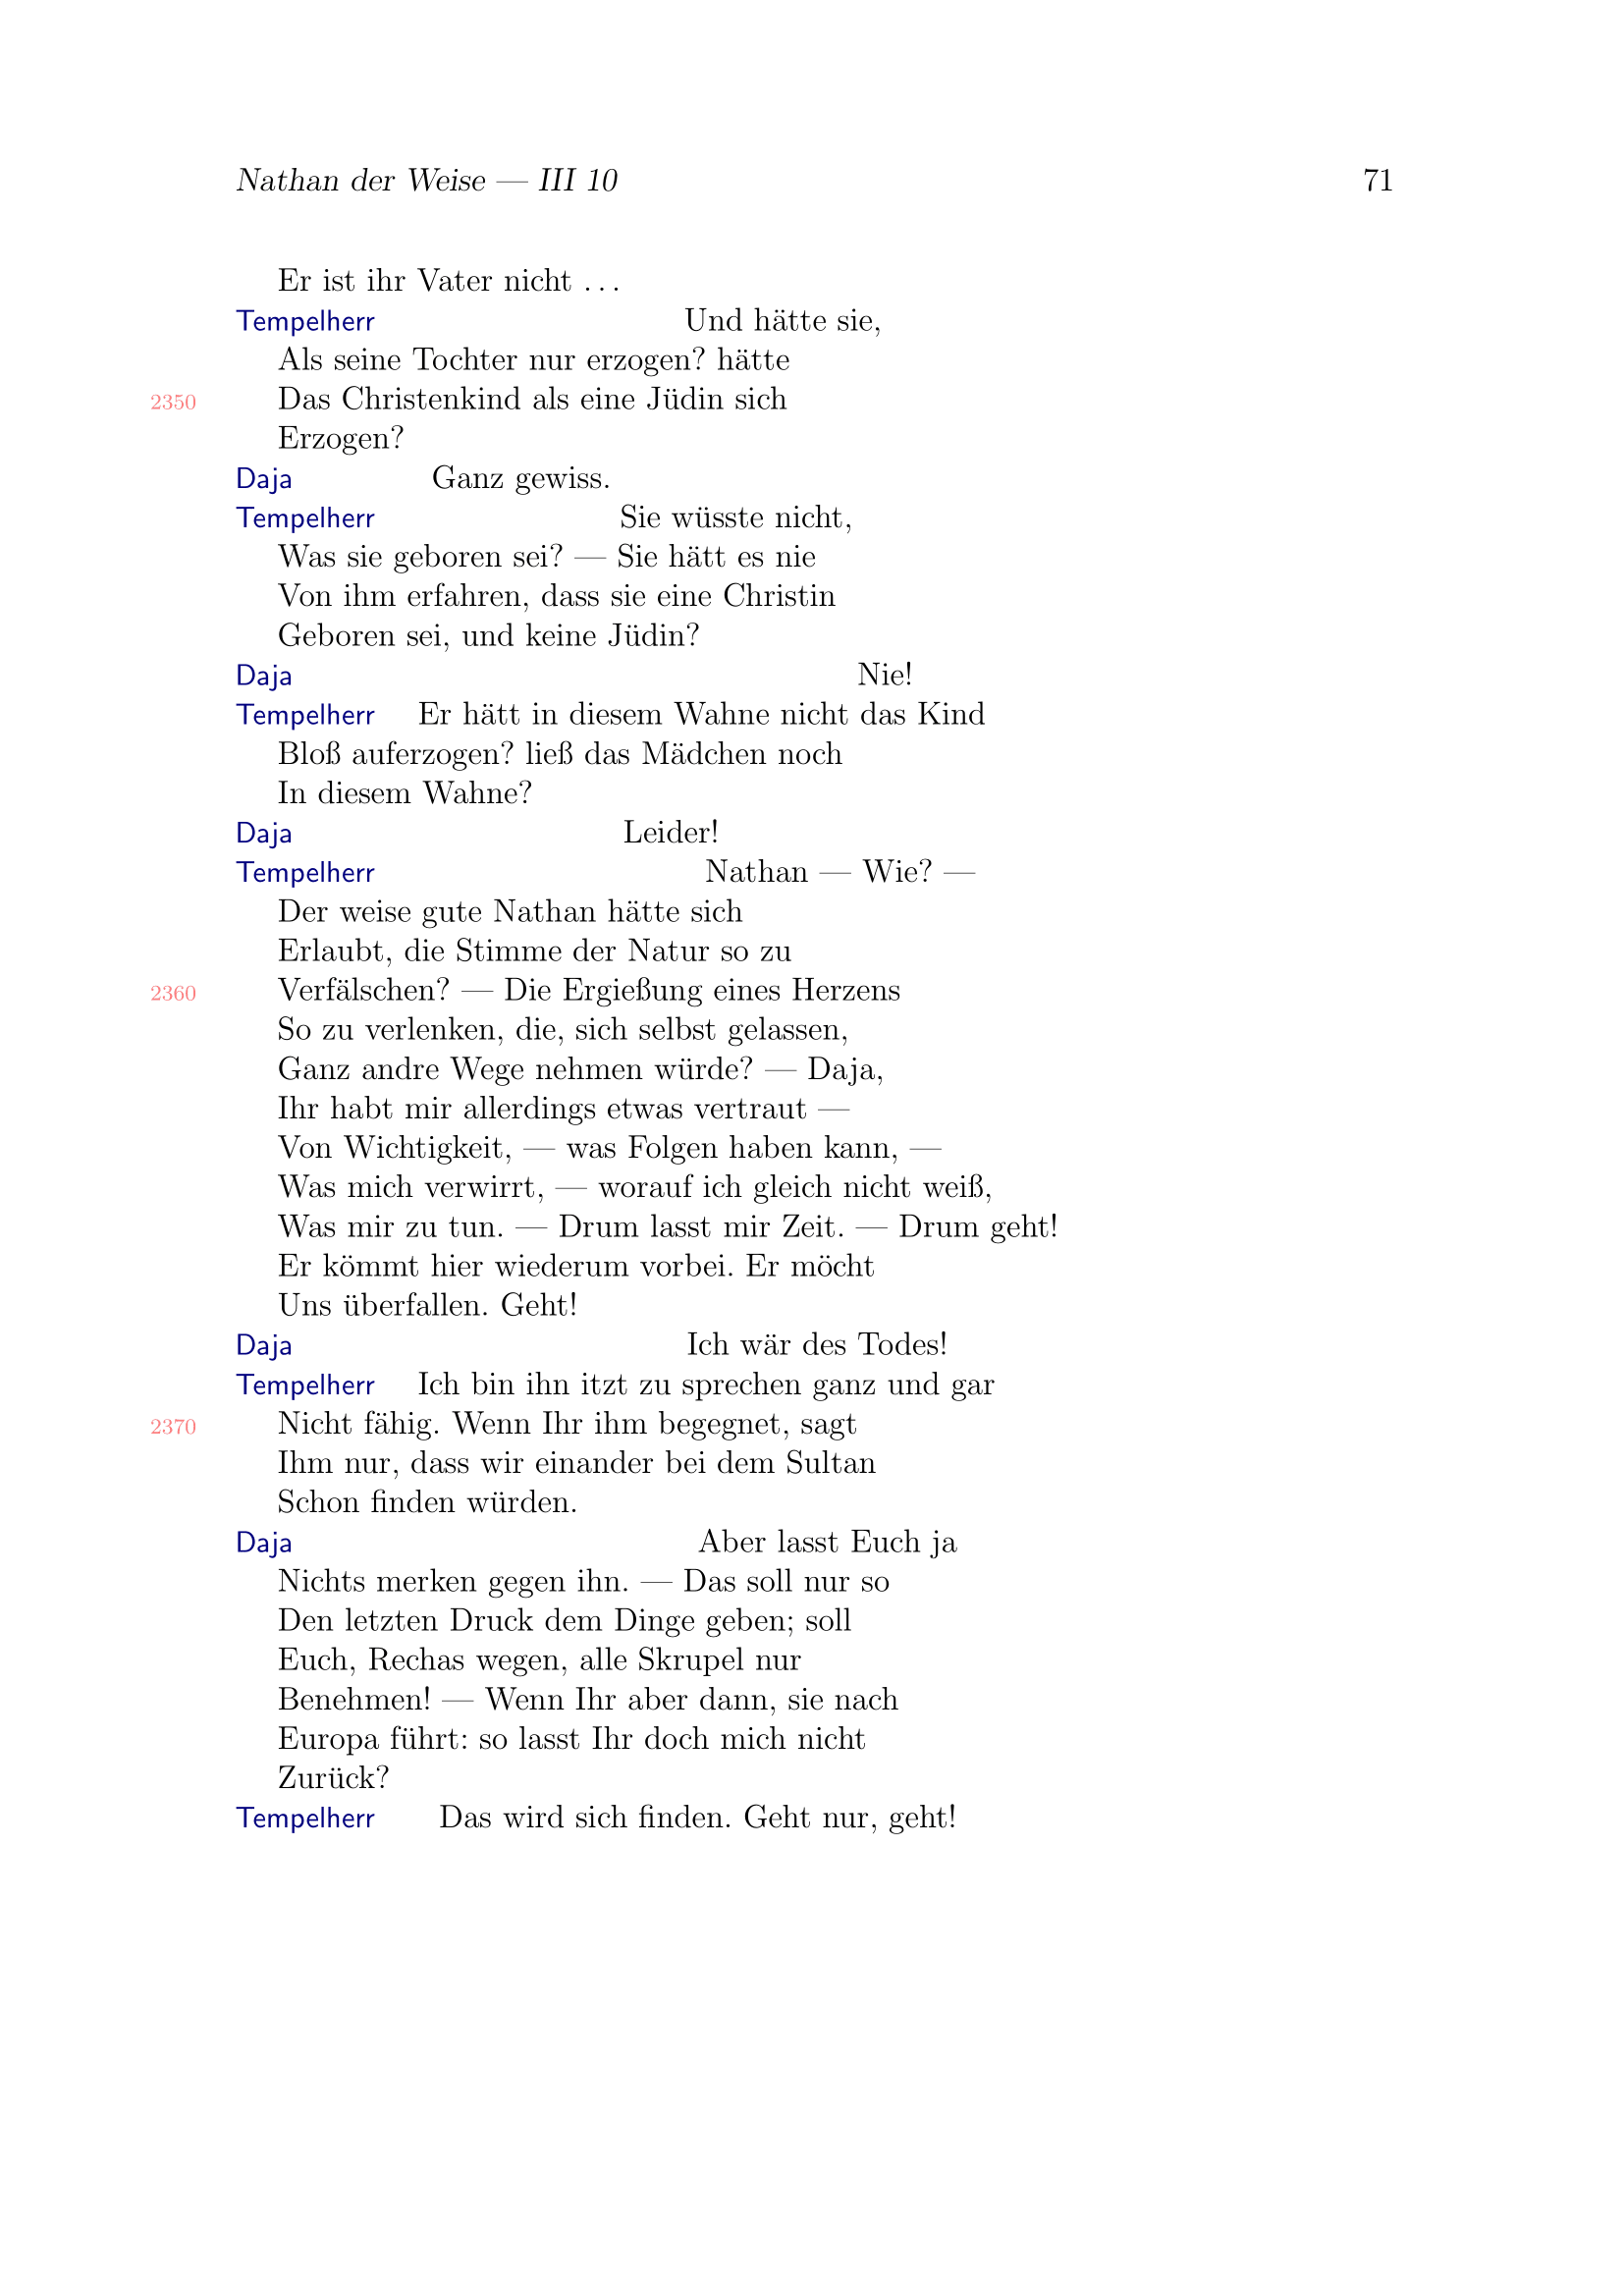 Nathan der Weise — III 10 71
Er ist ihr Vater nicht …
Tempelherr Und hätte sie,
Als seine Tochter nur erzogen? hätte
2350 Das Christenkind als eine Jüdin sich
Erzogen?
Daja Ganz gewiss.
Tempelherr Sie wüsste nicht,
Was sie geboren sei? — Sie hätt es nie
Von ihm erfahren, dass sie eine Christin
Geboren sei, und keine Jüdin?
Daja Nie!
Tempelherr Er hätt in diesem Wahne nicht das Kind
Bloß auferzogen? ließ das Mädchen noch
In diesem Wahne?
Daja Leider!
Tempelherr Nathan — Wie? —
Der weise gute Nathan hätte sich
Erlaubt, die Stimme der Natur so zu
2360 Verfälschen? — Die Ergießung eines Herzens
So zu verlenken, die, sich selbst gelassen,
Ganz andre Wege nehmen würde? — Daja,
Ihr habt mir allerdings etwas vertraut —
Von Wichtigkeit, — was Folgen haben kann, —
Was mich verwirrt, — worauf ich gleich nicht weiß,
Was mir zu tun. — Drum lasst mir Zeit. — Drum geht!
Er kömmt hier wiederum vorbei. Er möcht
Uns überfallen. Geht!
Daja Ich wär des Todes!
Tempelherr Ich bin ihn itzt zu sprechen ganz und gar
2370 Nicht fähig. Wenn Ihr ihm begegnet, sagt
Ihm nur, dass wir einander bei dem Sultan
Schon finden würden.
Daja Aber lasst Euch ja
Nichts merken gegen ihn. — Das soll nur so
Den letzten Druck dem Dinge geben; soll
Euch, Rechas wegen, alle Skrupel nur
Benehmen! — Wenn Ihr aber dann, sie nach
Europa führt: so lasst Ihr doch mich nicht
Zurück?
Tempelherr Das wird sich finden. Geht nur, geht!